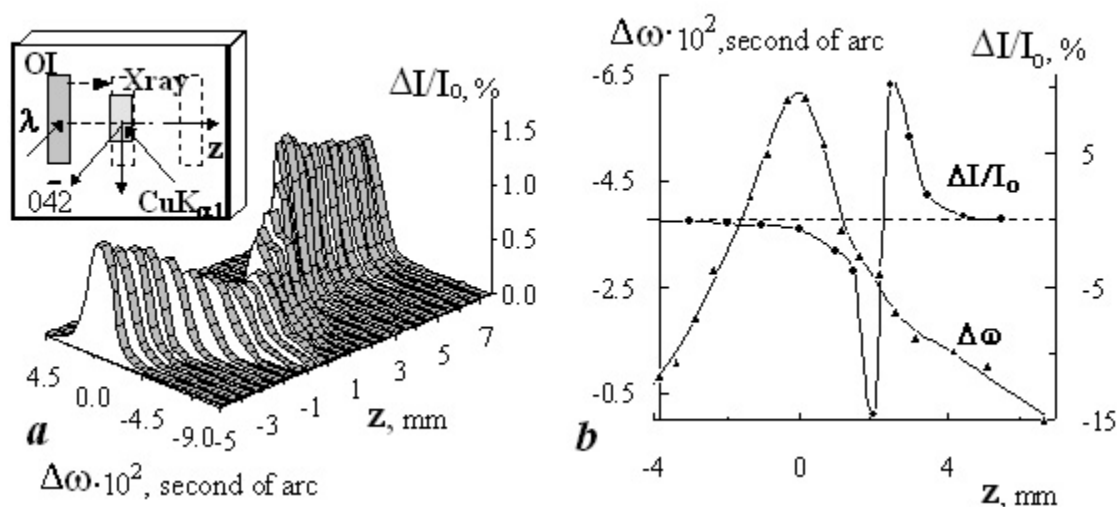 OI
Xray
λ
z
0̄42
CuKα1
ΔI/I₀, %
1.5
1.0
0.5
0.0
4.5
0.0
-4.5
-9.0
-5
-3
-1
1
3
5
7
z, mm
a
Δω·10², second of arc
Δω·10², second of arc
ΔI/I₀, %
-6.5
-4.5
-2.5
-0.5
5
-5
-15
ΔI/I₀
Δω
-4
0
4
b
z, mm